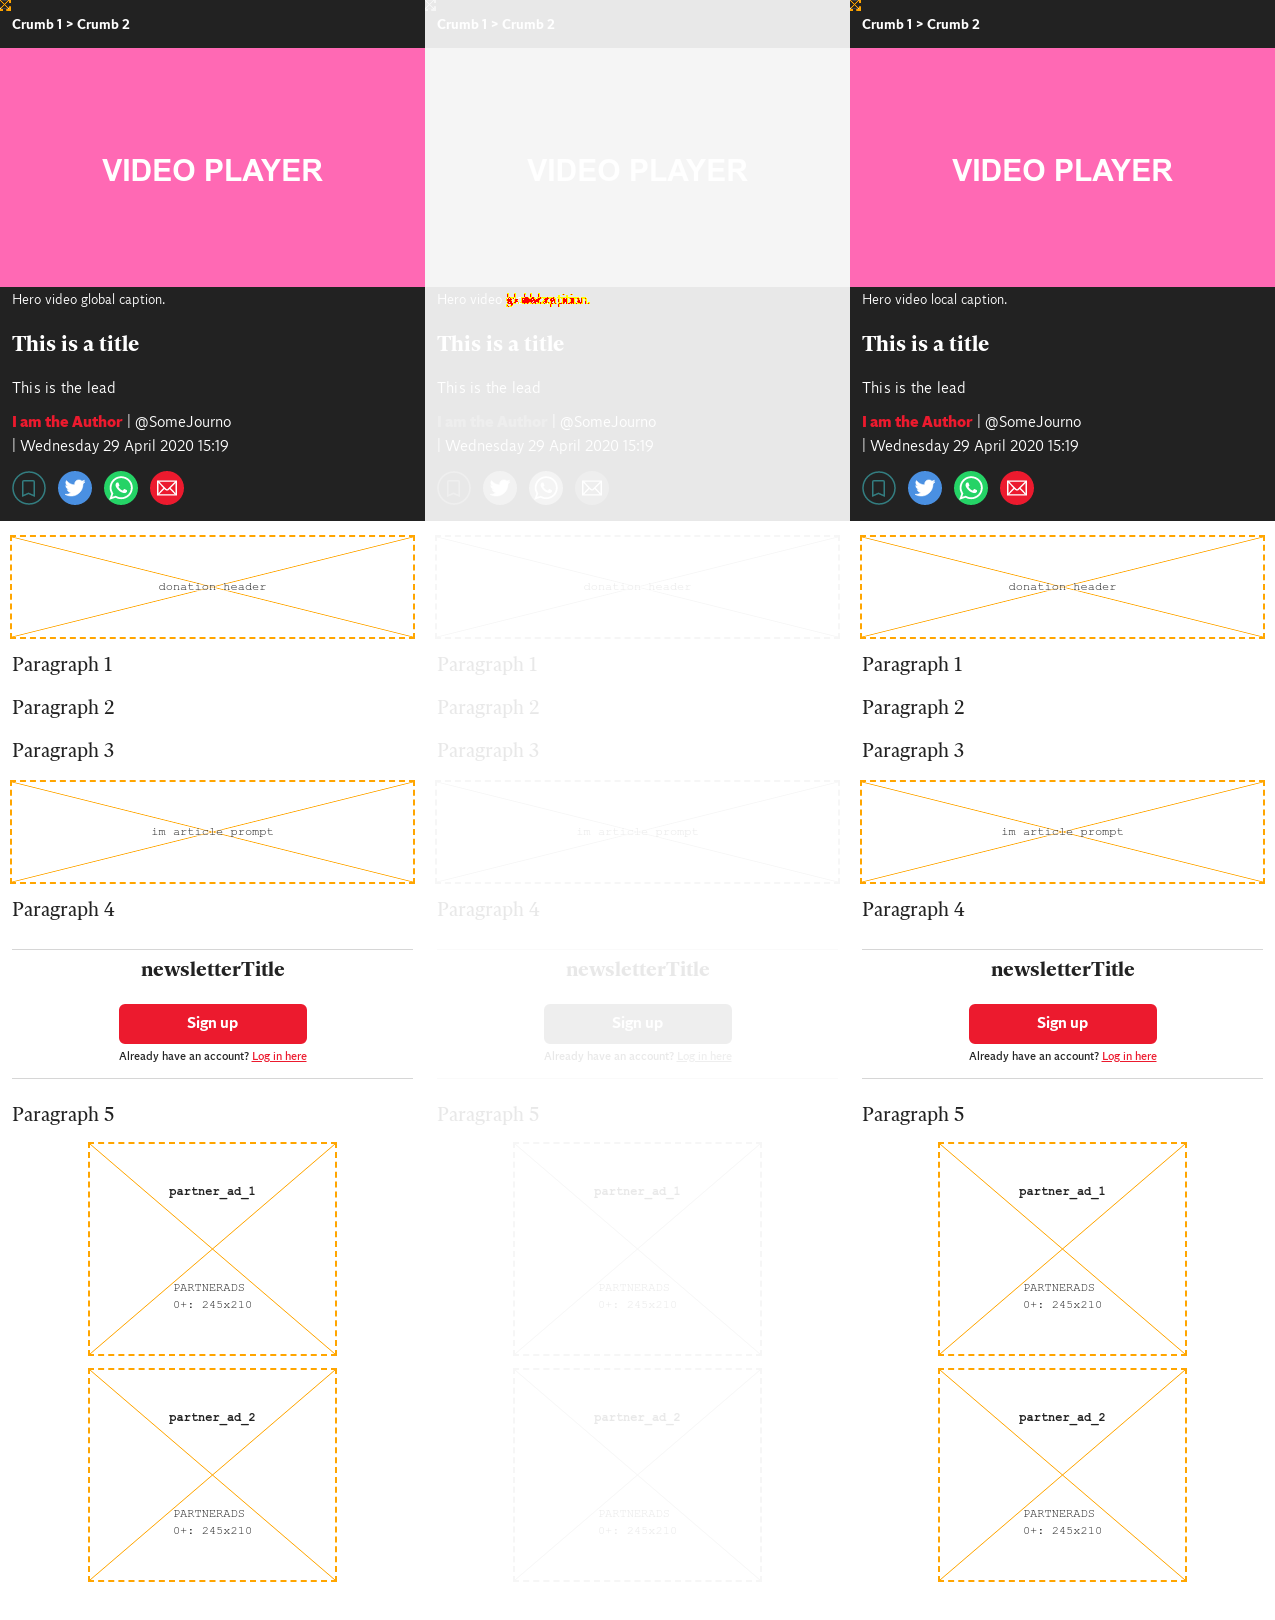 Crumb 1 > Crumb 2
VIDEO PLAYER
Hero video global caption.
This is a title
This is the lead
I am the Author | @SomeJourno
| Wednesday 29 April 2020 15:19
donation header
Paragraph 1
Paragraph 2
Paragraph 3
im article prompt
Paragraph 4
newsletterTitle
Sign up
Already have an account? Log in here
Paragraph 5
partner_ad_1
PARTNERADS
0+: 245x210
partner_ad_2
PARTNERADS
0+: 245x210
Crumb 1 > Crumb 2
VIDEO PLAYER
Hero video
This is a title
This is the lead
I am the Author | @SomeJourno
| Wednesday 29 April 2020 15:19
donation header
Paragraph 1
Paragraph 2
Paragraph 3
im article prompt
Paragraph 4
newsletterTitle
Sign up
Already have an account? Log in here
Paragraph 5
partner_ad_1
PARTNERADS
0+: 245x210
partner_ad_2
PARTNERADS
0+: 245x210
Crumb 1 > Crumb 2
VIDEO PLAYER
Hero video local caption.
This is a title
This is the lead
I am the Author | @SomeJourno
| Wednesday 29 April 2020 15:19
donation header
Paragraph 1
Paragraph 2
Paragraph 3
im article prompt
Paragraph 4
newsletterTitle
Sign up
Already have an account? Log in here
Paragraph 5
partner_ad_1
PARTNERADS
0+: 245x210
partner_ad_2
PARTNERADS
0+: 245x210